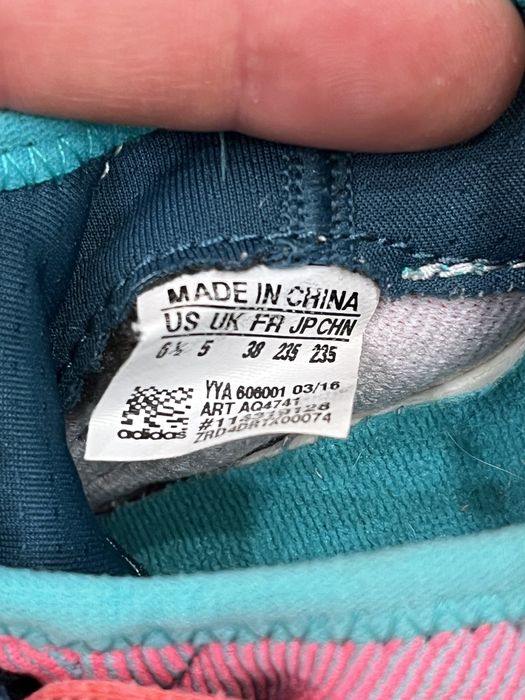 MADE IN CHINA
US UK FR JP CHN
6½ 5 38 235 235
YYA 606001 03/16
ART AQ4741
adidas